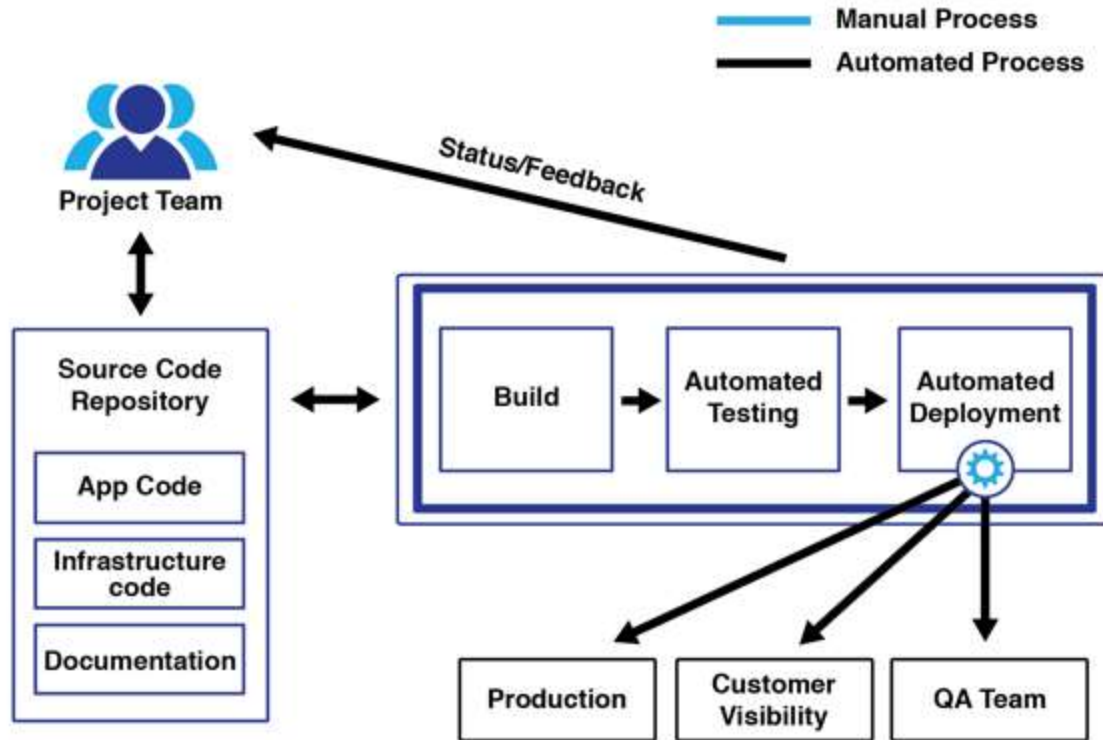 Manual Process
Automated Process
Project Team
Status/Feedback
Source Code
Repository
App Code
Infrastructure
code
Documentation
Build
Automated
Testing
Automated
Deployment
Production
Customer
Visibility
QA Team